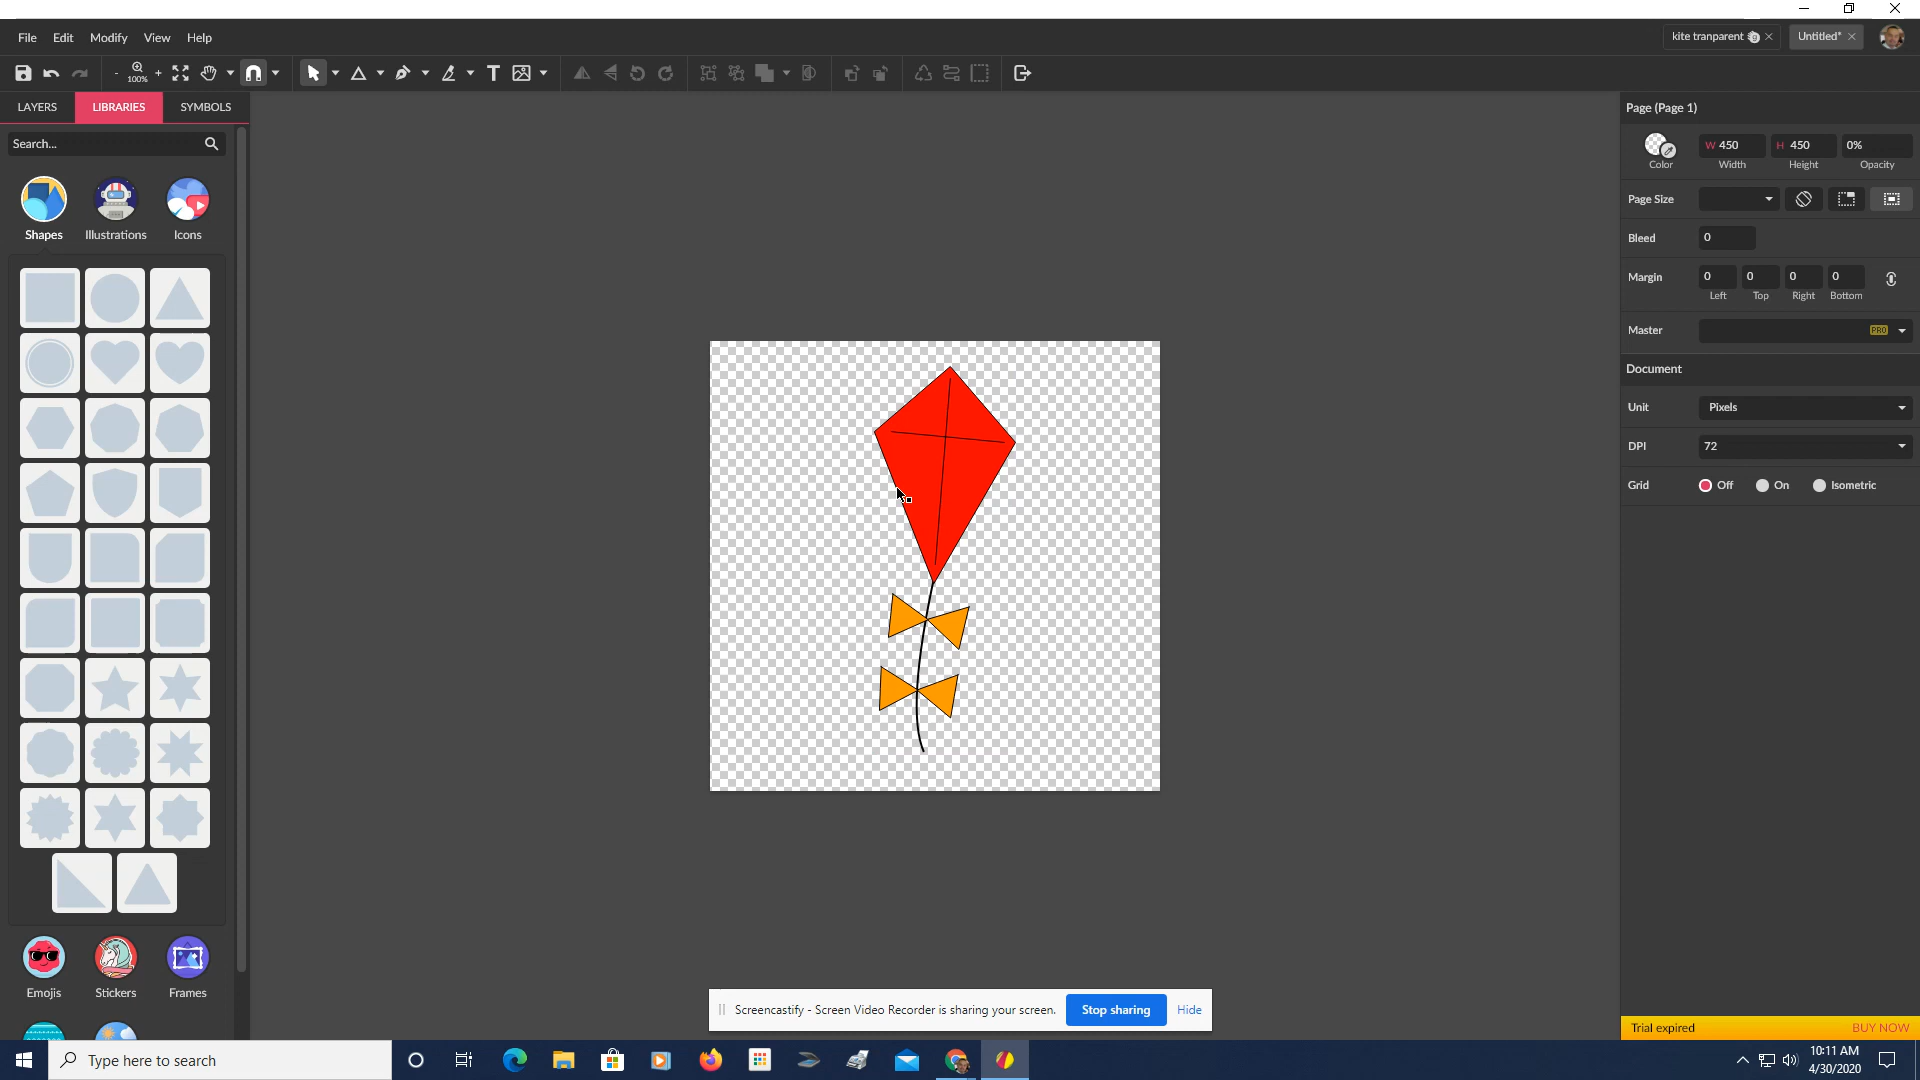 File Edit Modify View Help
kite tranparent
Untitled*
- 100% +
LAYERS LIBRARIES SYMBOLS
Search...
Shapes Illustrations Icons
Emojis Stickers Frames
Page (Page 1)
W 450 H 450 0%
Color Width Height Opacity
Page Size
Bleed 0
Margin 0 0 0 0
Left Top Right Bottom
Master PRO
Document
Unit Pixels
DPI 72
Grid Off On Isometric
Screencastify - Screen Video Recorder is sharing your screen. Stop sharing Hide
Trial expired BUY NOW
Type here to search
10:11 AM
4/30/2020